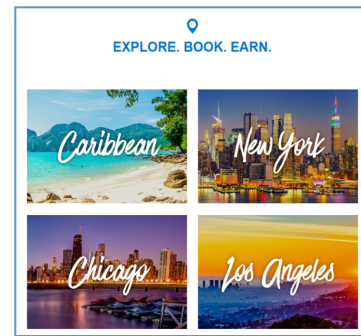 EXPLORE. BOOK. EARN.
Caribbean
New York
Chicago
Los Angeles